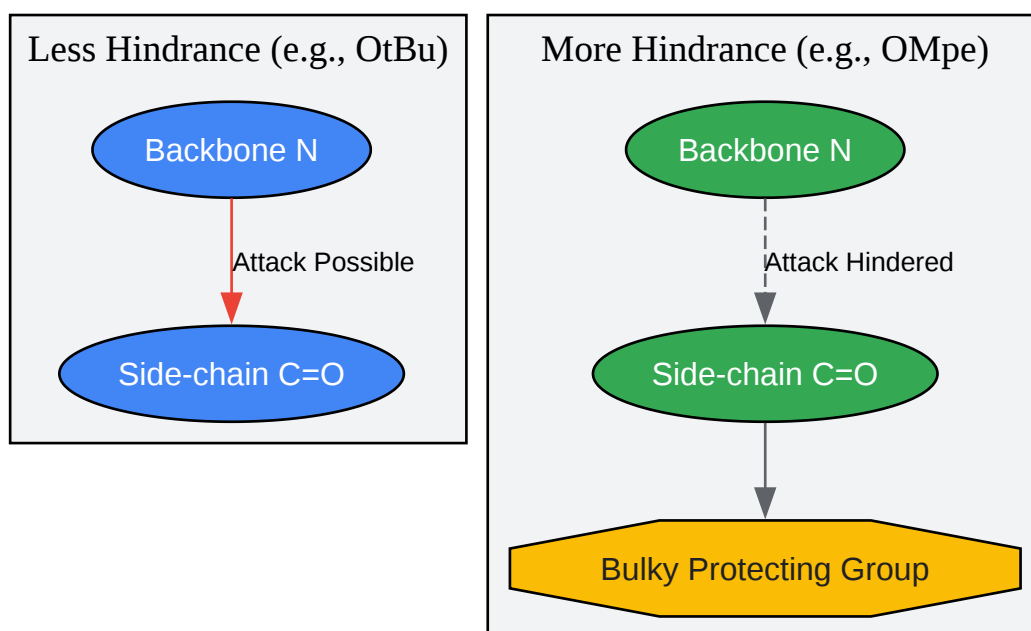 Less Hindrance (e.g., OtBu)
Backbone N
Attack Possible
Side-chain C=O
More Hindrance (e.g., OMpe)
Backbone N
Attack Hindered
Side-chain C=O
Bulky Protecting Group